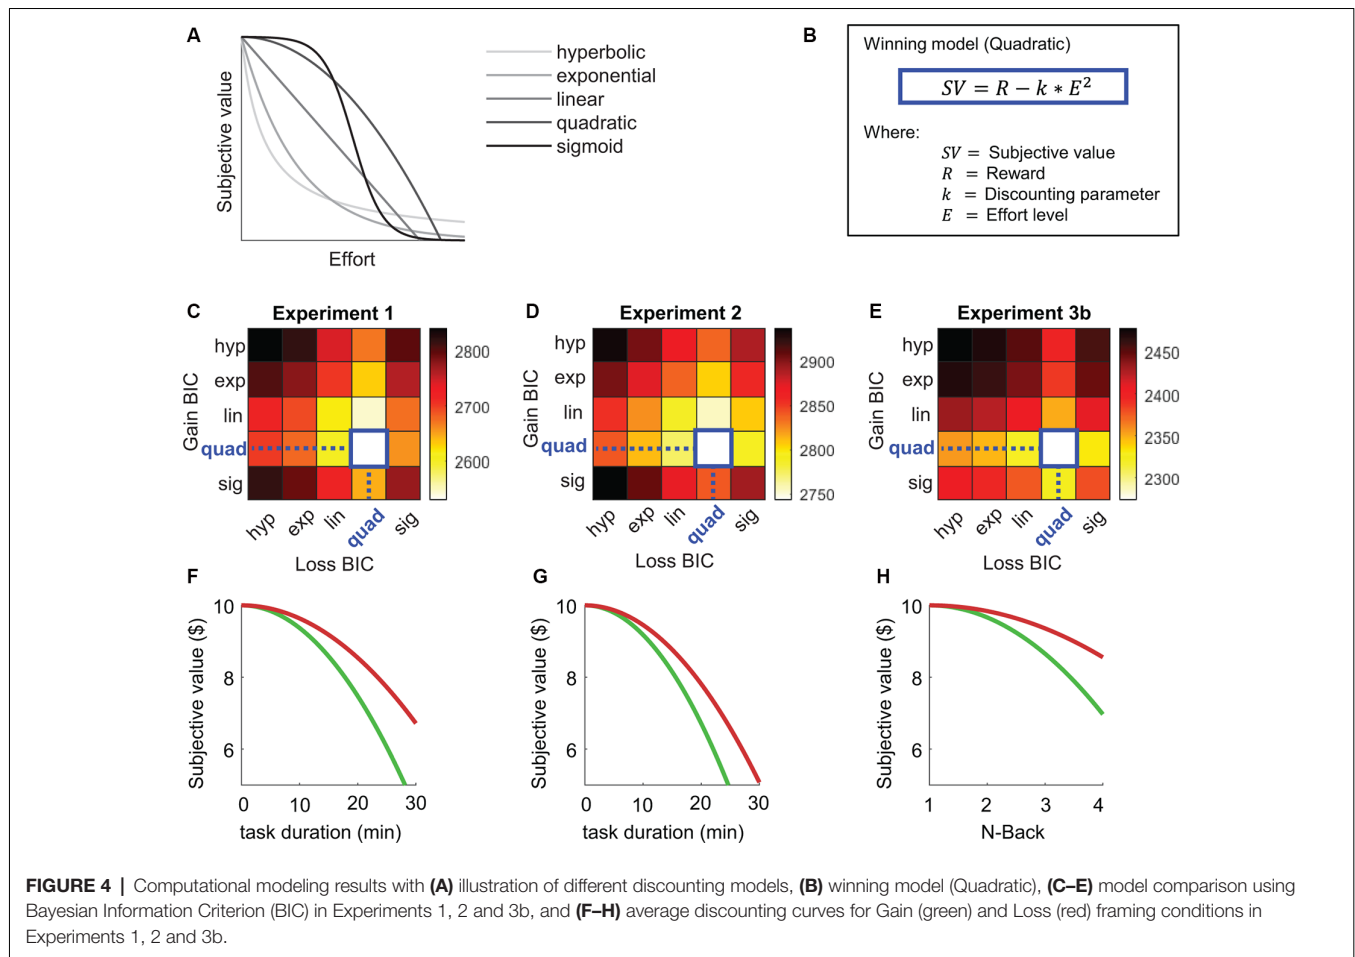 A
Subjective value
Effort
hyperbolic
exponential
linear
quadratic
sigmoid
B
Winning model (Quadratic)
SV = R − k ∗ E²
Where:
SV = Subjective value
R = Reward
k = Discounting parameter
E = Effort level
C
Experiment 1
Gain BIC
hyp
exp
lin
quad
sig
hyp exp lin quad sig
Loss BIC
2800
2700
2600
D
Experiment 2
Gain BIC
hyp
exp
lin
quad
sig
hyp exp lin quad sig
Loss BIC
2900
2850
2800
2750
E
Experiment 3b
Gain BIC
hyp
exp
lin
quad
sig
hyp exp lin quad sig
Loss BIC
2450
2400
2350
2300
F
Subjective value ($)
10
8
6
0 10 20 30
task duration (min)
G
Subjective value ($)
10
8
6
0 10 20 30
task duration (min)
H
Subjective value ($)
10
8
6
1 2 3 4
N-Back
FIGURE 4 | Computational modeling results with (A) illustration of different discounting models, (B) winning model (Quadratic), (C–E) model comparison using
Bayesian Information Criterion (BIC) in Experiments 1, 2 and 3b, and (F–H) average discounting curves for Gain (green) and Loss (red) framing conditions in
Experiments 1, 2 and 3b.